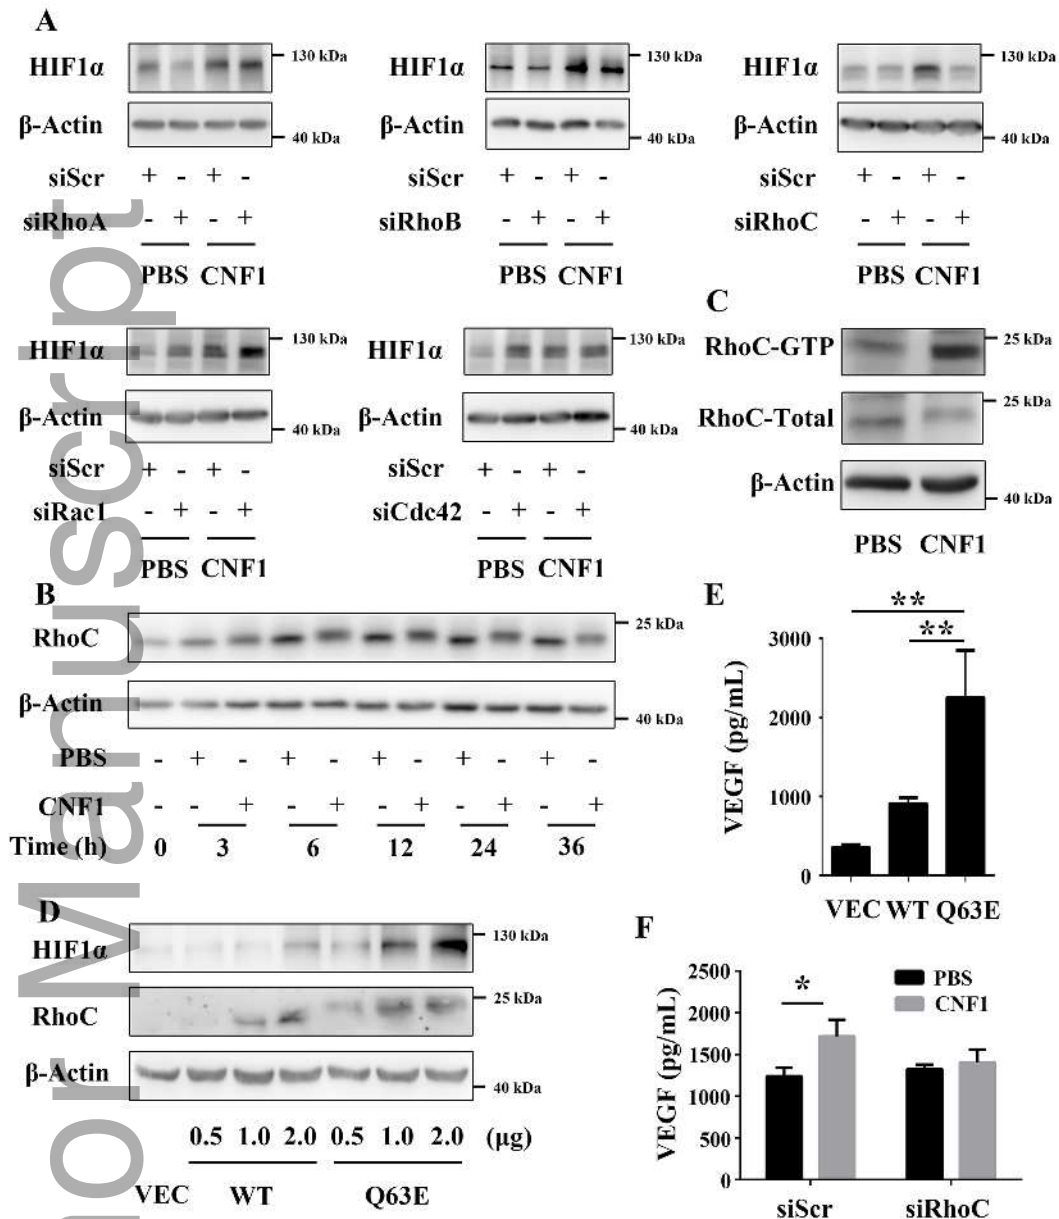 A
HIF1α 130 kDa HIF1α 130 kDa HIF1α 130 kDa
β-Actin 40 kDa β-Actin 40 kDa β-Actin 40 kDa
siScr + - + - siScr + - + - siScr + - + -
siRhoA - + - + siRhoB - + - + siRhoC - + - +
PBS CNF1 PBS CNF1 PBS CNF1
HIF1α 130 kDa HIF1α 130 kDa
β-Actin 40 kDa β-Actin 40 kDa
siScr + - + - siScr + - + -
siRac1 - + - + siCdc42 - + - +
PBS CNF1 PBS CNF1
C
RhoC-GTP 25 kDa
RhoC-Total 25 kDa
β-Actin 40 kDa
PBS CNF1
B
RhoC 25 kDa
β-Actin 40 kDa
PBS - + - + - + - + - + -
CNF1 - - + - + - + - + - +
Time (h) 0 3 6 12 24 36
D
HIF1α 130 kDa
RhoC 25 kDa
β-Actin 40 kDa
0.5 1.0 2.0 0.5 1.0 2.0 (μg)
VEC WT Q63E
E
**
**
VEGF (pg/mL)
3000
2000
1000
0
VEC WT Q63E
F
VEGF (pg/mL)
2500
2000
1500
1000
500
0
*
PBS
CNF1
siScr siRhoC
or Manuscript